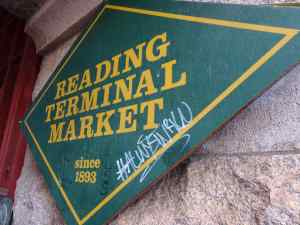 READING
TERMINAL
MARKET
since
1893